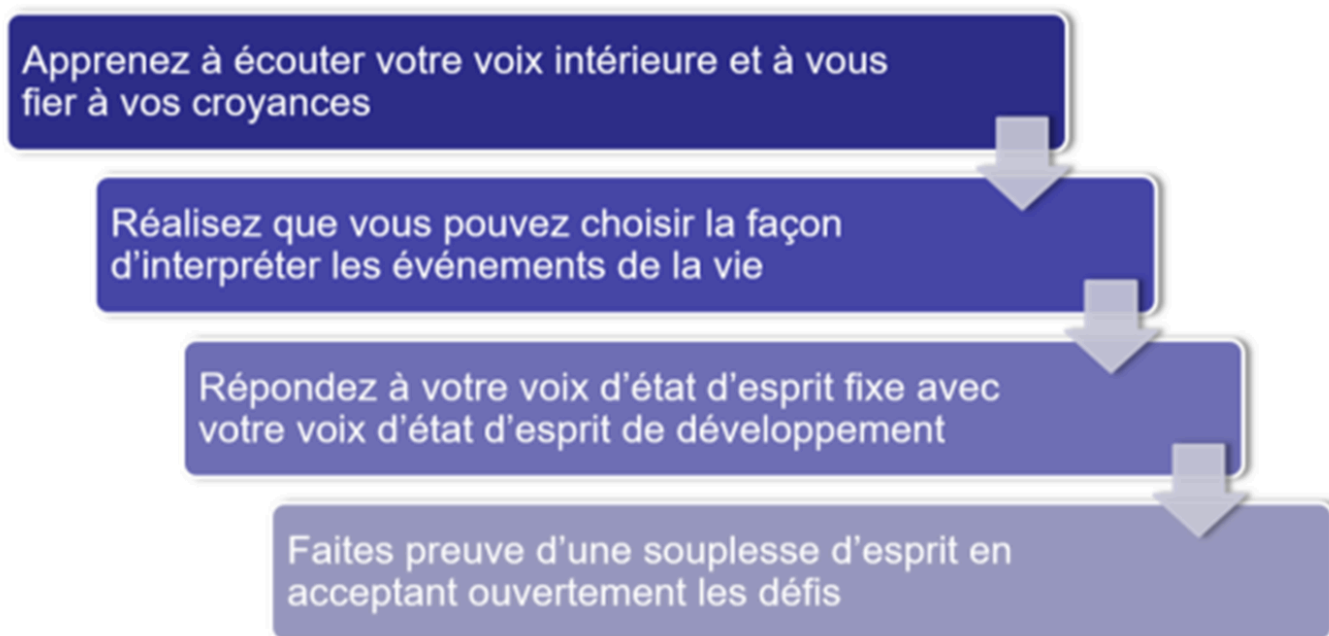 Apprenez à écouter votre voix intérieure et à vous
fier à vos croyances
Réalisez que vous pouvez choisir la façon
d’interpréter les événements de la vie
Répondez à votre voix d’état d’esprit fixe avec
votre voix d’état d’esprit de développement
Faites preuve d’une souplesse d’esprit en
acceptant ouvertement les défis